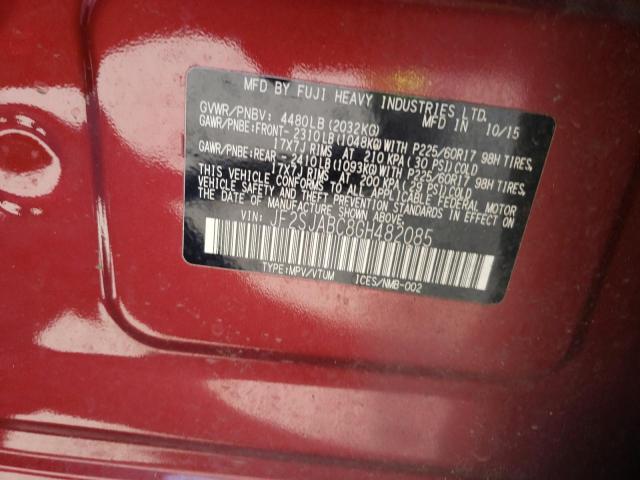 MFD BY FUJI HEAVY INDUSTRIES LTD.
GVWR/PNBV: 4480LB(2032KG) MFD IN 10/15
GAWR/PNBE:FRONT- 2310LB(1048KG)WITH P225/60R17 98H TIRES,
17X7J RIMS AT 210 KPA(30 PSI)COLD
GAWR/PNBE:REAR -2410LB(1093KG)WITH P225/60R17 98H TIRES,
17X7J RIMS AT 200 KPA(29 PSI)COLD
THIS VEHICLE CONFORMS TO ALL APPLICABLE FEDERAL MOTOR
VEHICLE SAFETY, BUMPER, AND THEFT PREVENTION STANDARDS IN EFFECT ON
THE DATE OF MANUFACTURE SHOWN ABOVE.
VIN: JF2SJABC8GH482085
TYPE:MPV/VTUM ICES/NMB-002